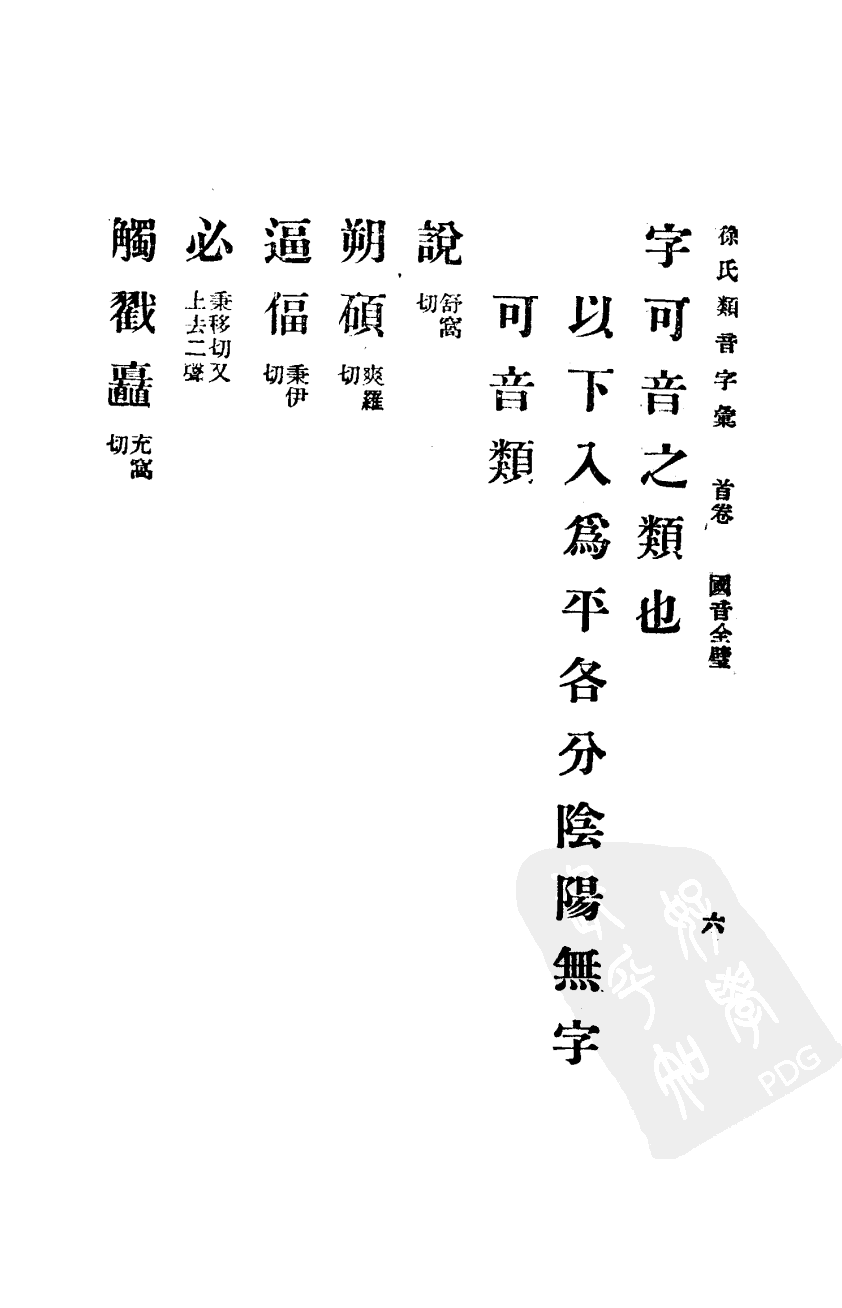 徐氏類音字彙　首卷　國音全璧　六
字可音之類也
以下入爲平各分陰陽無字
可音類
說舒窩切
朔碩爽羅切
逼偪秉伊切
必秉移切又上去二聲
觸戳矗充窩切
PDG